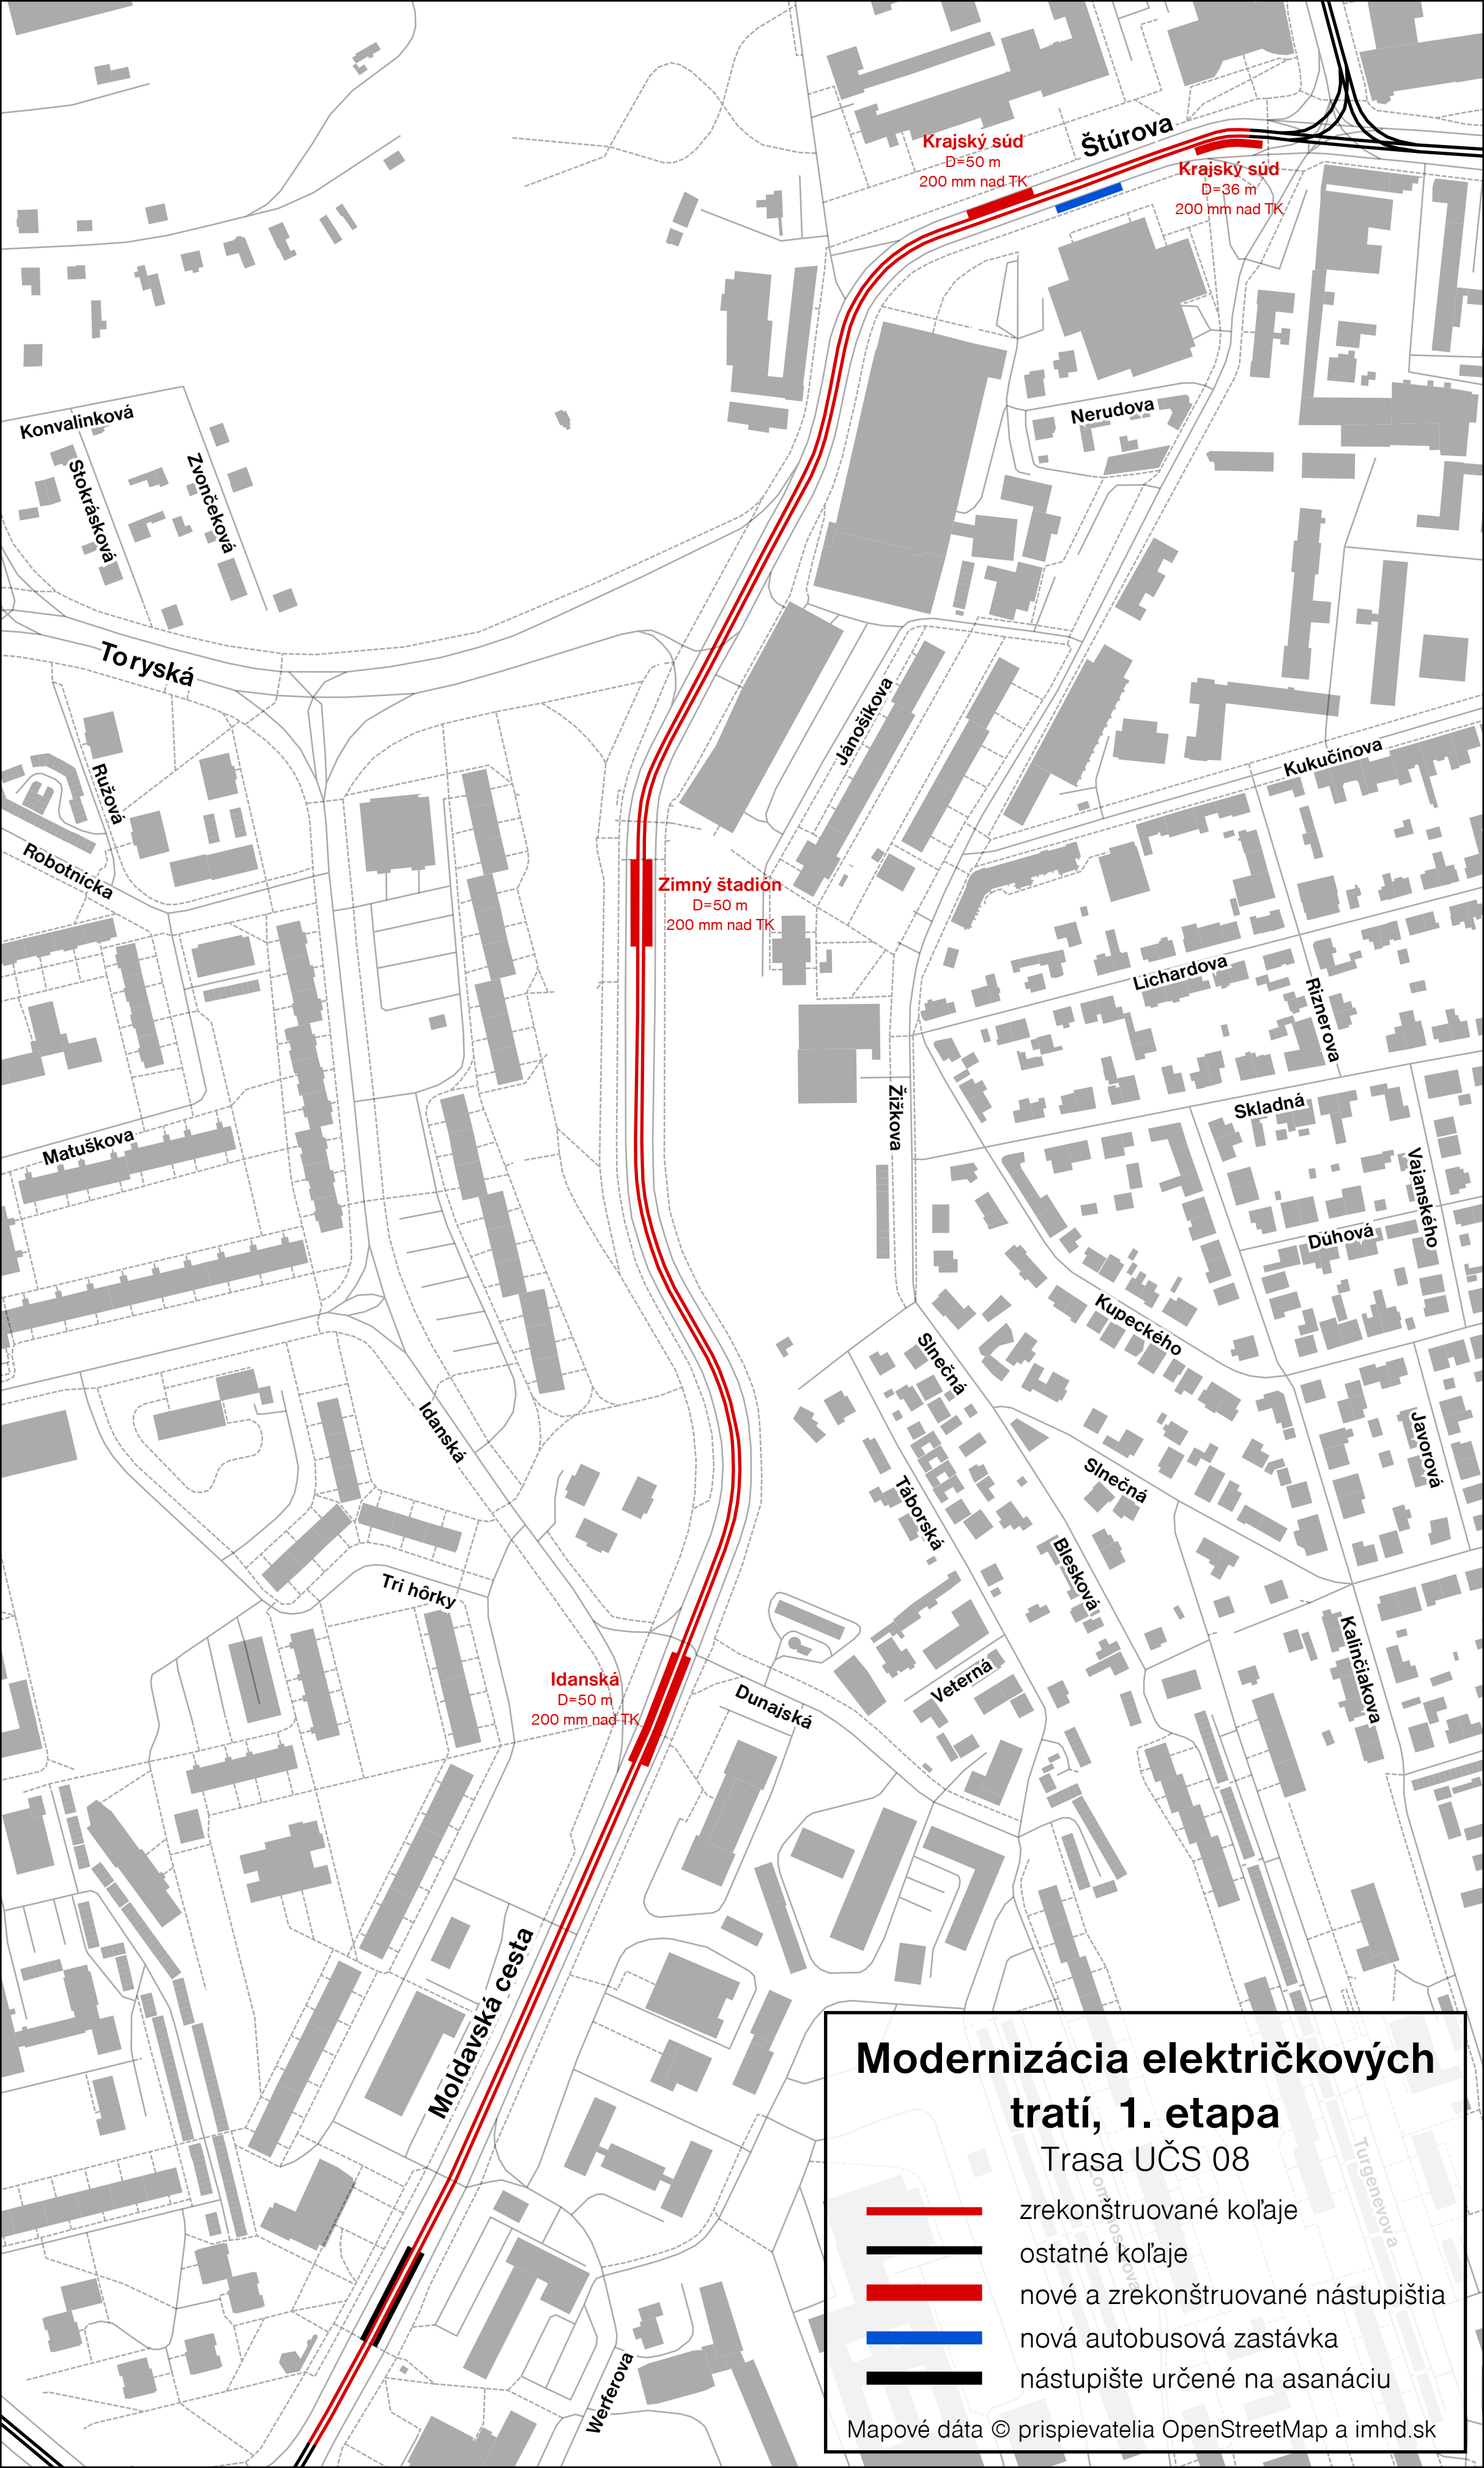 Štúrova
Krajský súd
D=50 m
200 mm nad TK
Krajský súd
D=36 m
200 mm nad TK
Konvalinková
Nerudova
Stokrásková
Zvončeková
Toryská
Jánošíkova
Kukučínova
Ružová
Robotnícka
Zimný štadión
D=50 m
200 mm nad TK
Lichardova
Riznerova
Žižkova
Skladná
Matuškova
Vajanského
Dúhová
Kupeckého
Slnečná
Idanská
Javorová
Slnečná
Táborská
Blesková
Tri hôrky
Kalinčiakova
Veterná
Idanská
D=50 m
200 mm nad TK
Dunajská
Moldavská cesta
Werferova
Modernizácia električkových
tratí, 1. etapa
Trasa UČS 08
Turgenevova
zrekonštruované koľaje
ostatné koľaje
nové a zrekonštruované nástupištia
nová autobusová zastávka
nástupište určené na asanáciu
Mapové dáta © prispievatelia OpenStreetMap a imhd.sk